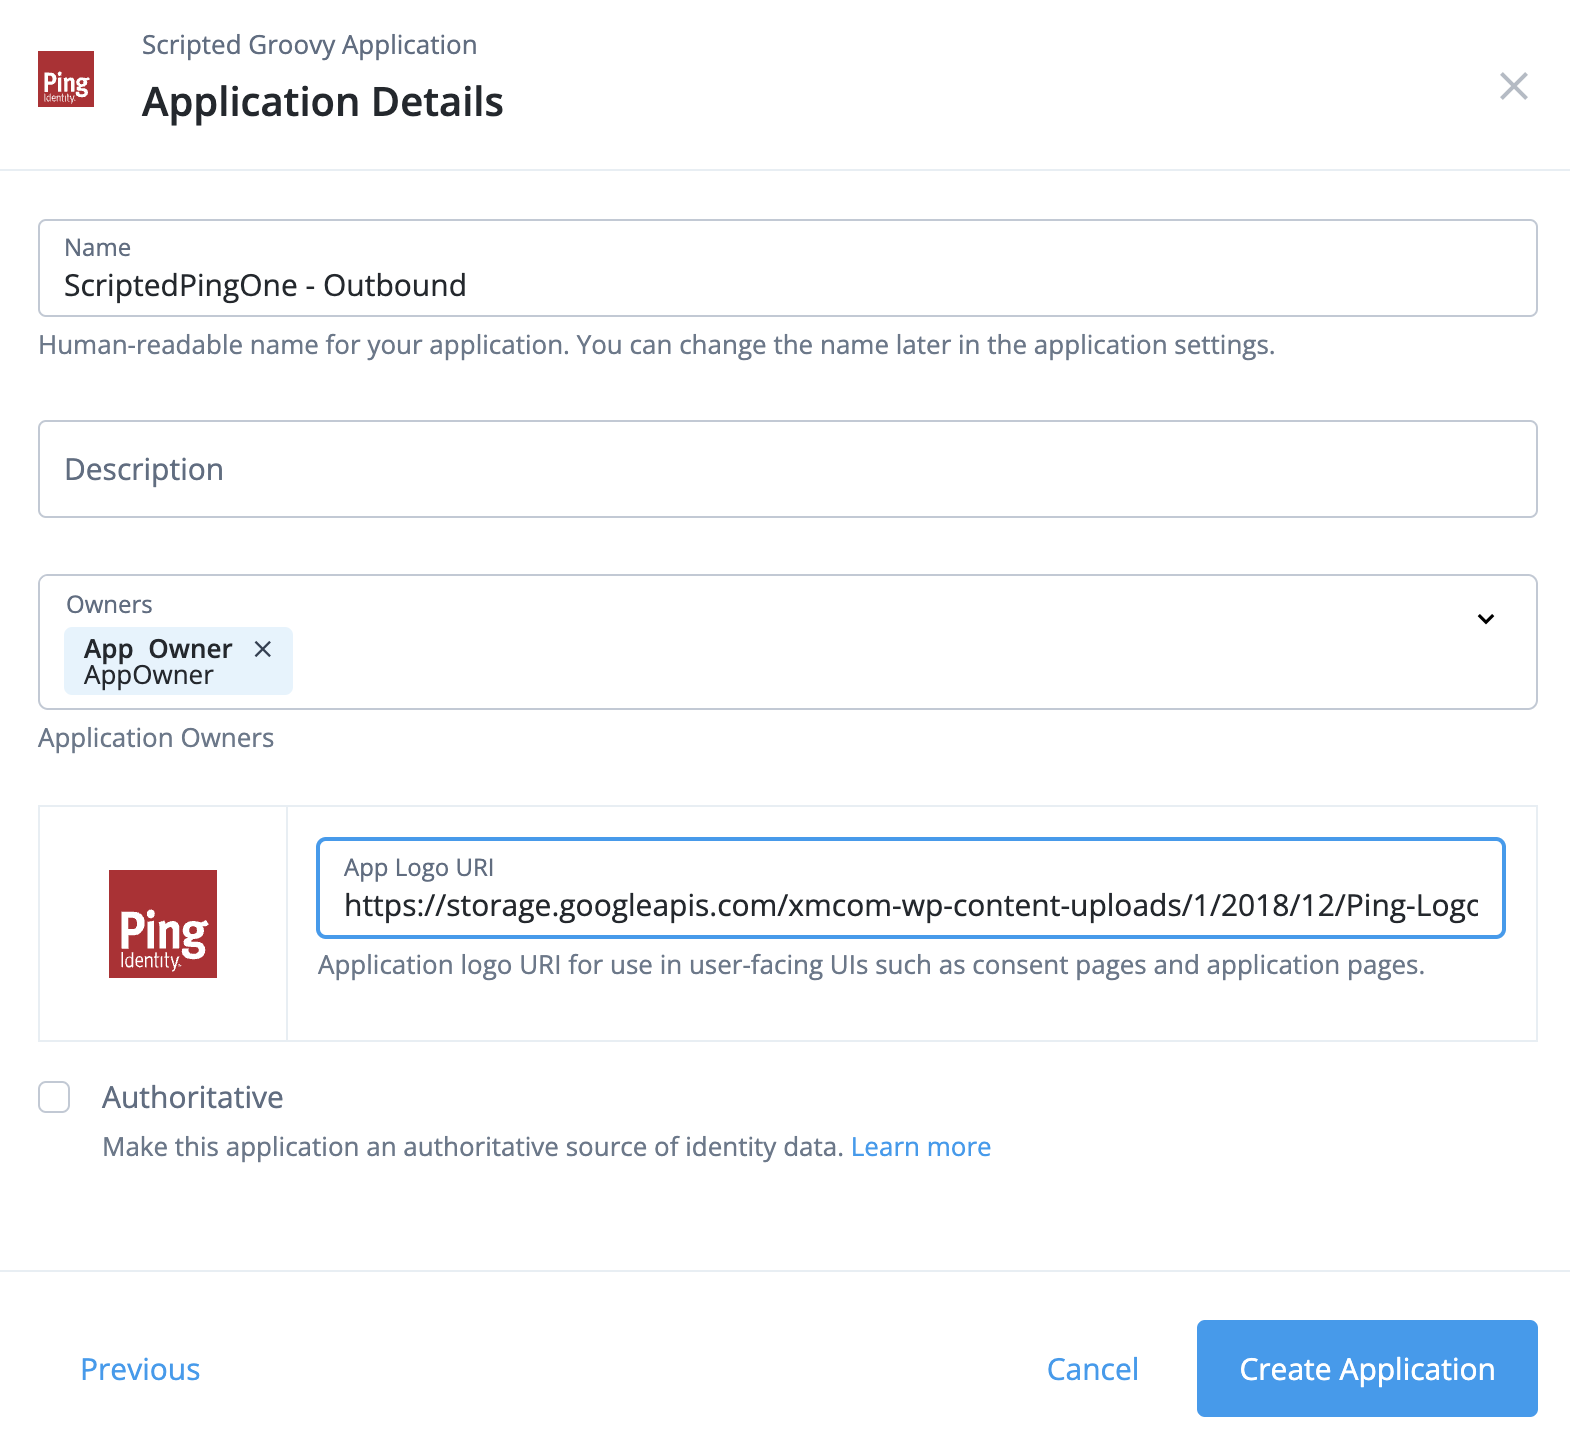 Ping
Identity.
Scripted Groovy Application
Application Details
Name
ScriptedPingOne - Outbound
Human-readable name for your application. You can change the name later in the application settings.
Description
Owners
App Owner
AppOwner
Application Owners
Ping
Identity.
App Logo URI
https://storage.googleapis.com/xmcom-wp-content-uploads/1/2018/12/Ping-Logo
Application logo URI for use in user-facing UIs such as consent pages and application pages.
Authoritative
Make this application an authoritative source of identity data. Learn more
Previous
Cancel
Create Application